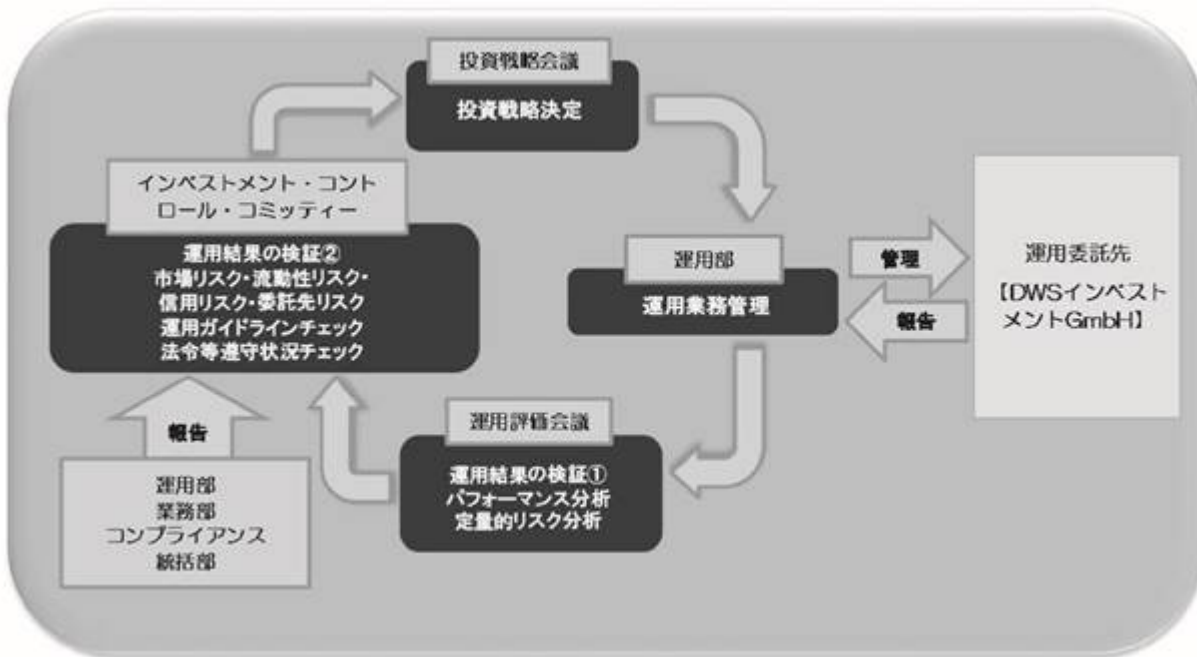 投資戦略会議
投資戦略決定
インベストメント・コント
ロール・コミッティー
運用結果の検証②
市場リスク・流動性リスク・
信用リスク・委託先リスク
運用ガイドラインチェック
法令等遵守状況チェック
運用部
運用業務管理
管理
報告
運用委託先
【DWSインベスト
メントGmbH】
運用評価会議
運用結果の検証①
パフォーマンス分析
定量的リスク分析
報告
運用部
業務部
コンプライアンス
統括部